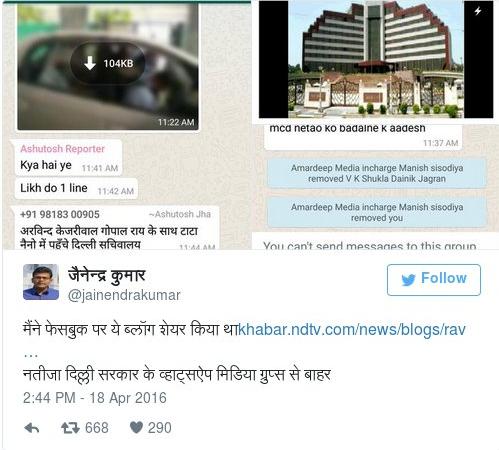 104KB
11:22 AM
Ashutosh Reporter
Kya hai ye 11:41 AM
Likh do 1 line 11:42 AM
+91 98183 00905 ~Ashutosh Jha
अरविन्द केजरीवाल गोपाल राय के साथ टाटा
नैनो में पहुँचे दिल्ली सचिवालय 11:44 AM
mcd netao ko badalne k aadesh
11:37 AM
Amardeep Media incharge Manish sisodiya
removed V K Shukla Dainik Jagran
Amardeep Media incharge Manish sisodiya
removed you
You can't send messages to this group
जैनेन्द्र कुमार
@jainendrakumar
Follow
मैंने फेसबुक पर ये ब्लॉग शेयर किया थाkhabar.ndtv.com/news/blogs/rav
…
नतीजा दिल्ली सरकार के व्हाट्सऐप मिडिया ग्रुप्स से बाहर
2:44 PM - 18 Apr 2016
668 290